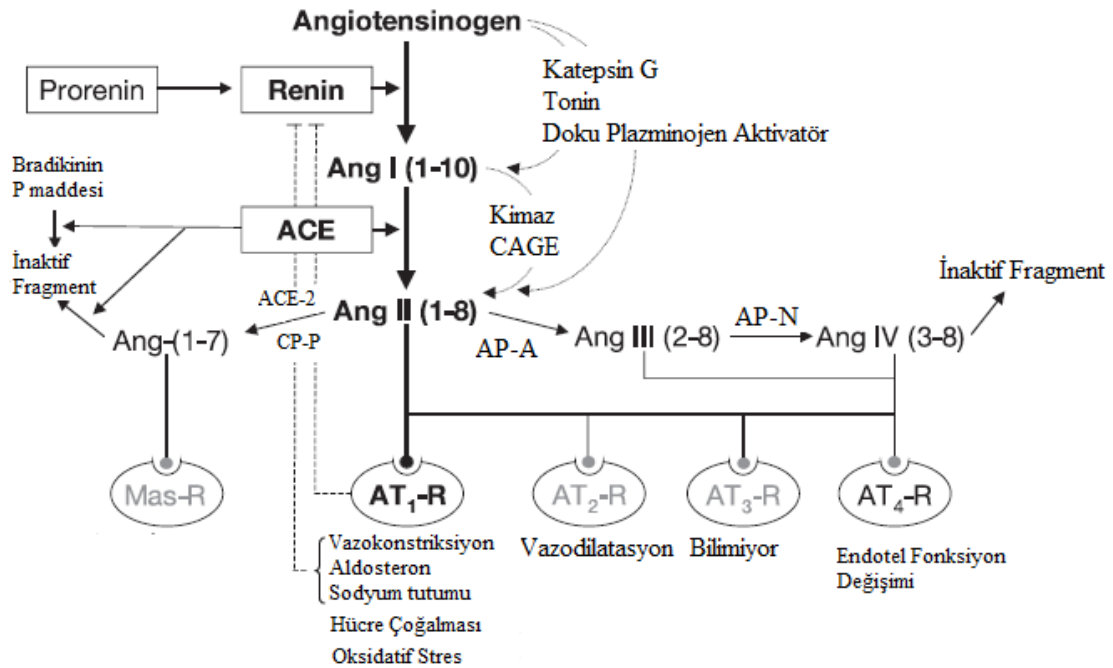 Angiotensinogen
Katepsin G
Tonin
Doku Plazminojen Aktivatör
Prorenin
Renin
Ang I (1-10)
Bradikinin
P maddesi
Kimaz
CAGE
ACE
İnaktif
Fragment
İnaktif Fragment
ACE-2
Ang II (1-8)
CP-P
Ang-(1-7)
AP-A
Ang III (2-8)
AP-N
Ang IV (3-8)
Mas-R
AT1-R
AT2-R
AT3-R
AT4-R
Vazokonstriksiyon
Aldosteron
Sodyum tutumu
Hücre Çoğalması
Oksidatif Stres
Vazodilatasyon
Bilimiyor
Endotel Fonksiyon
Değişimi